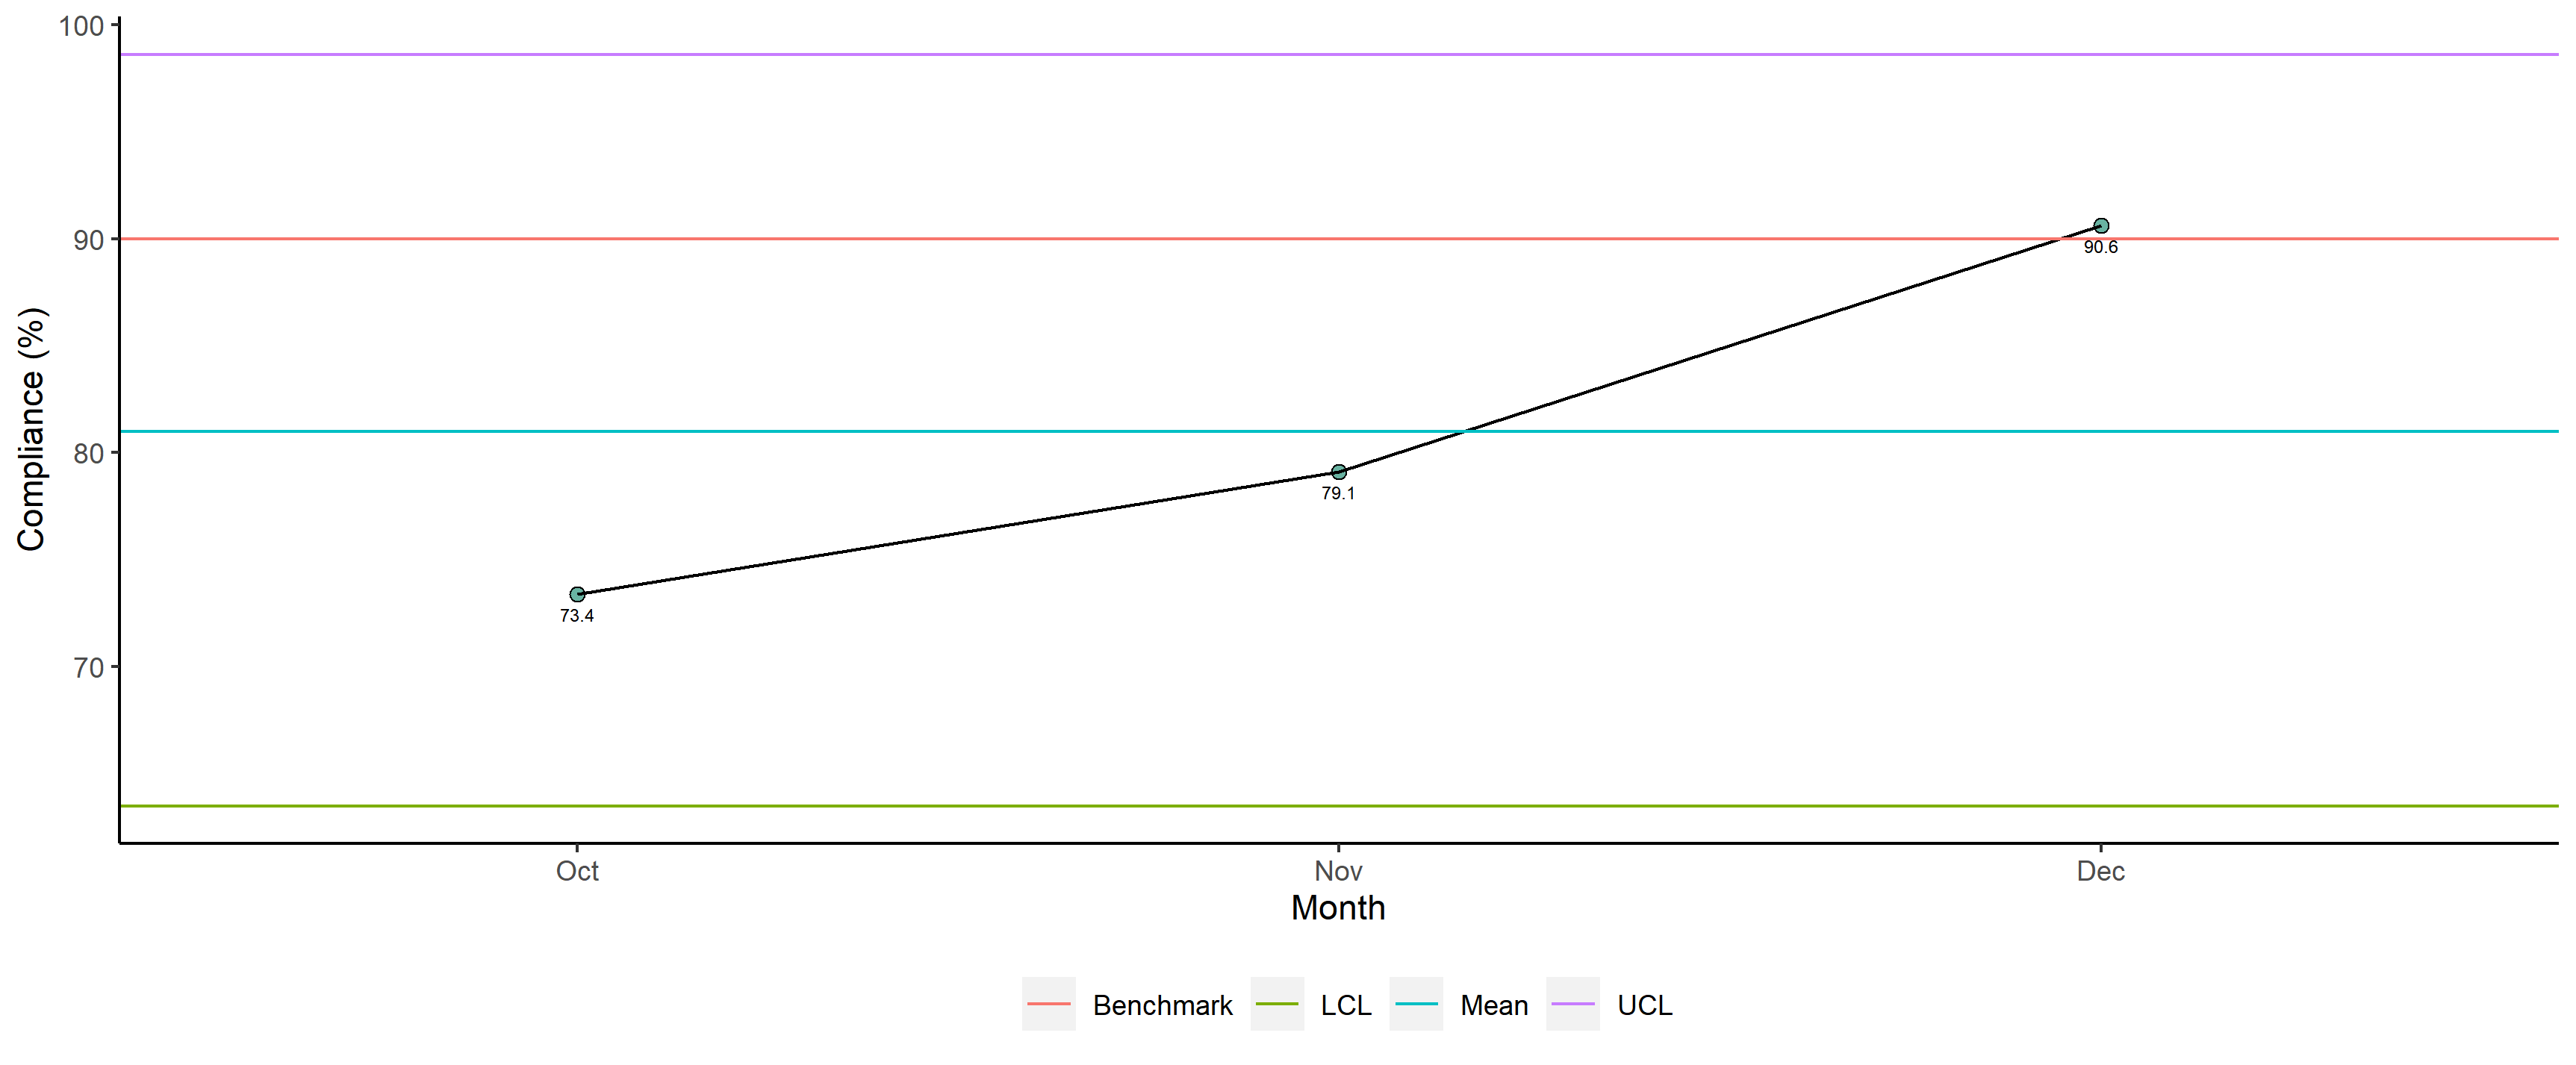 100
90
80
70
Compliance (%)
90.6
79.1
73.4
Oct Nov Dec
Month
Benchmark LCL Mean UCL